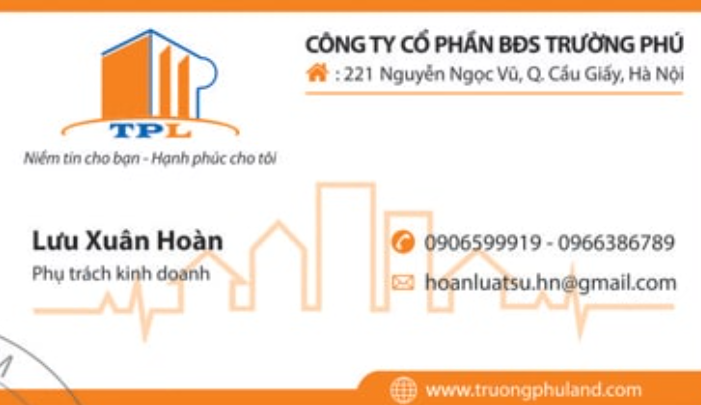 TPL
Niềm tin cho bạn - Hạnh phúc cho tôi
CÔNG TY CỔ PHẦN BĐS TRƯỜNG PHÚ
: 221 Nguyễn Ngọc Vũ, Q. Cầu Giấy, Hà Nội
Lưu Xuân Hoàn
Phụ trách kinh doanh
0906599919 - 0966386789
hoanluatsu.hn@gmail.com
www.truongphuland.com